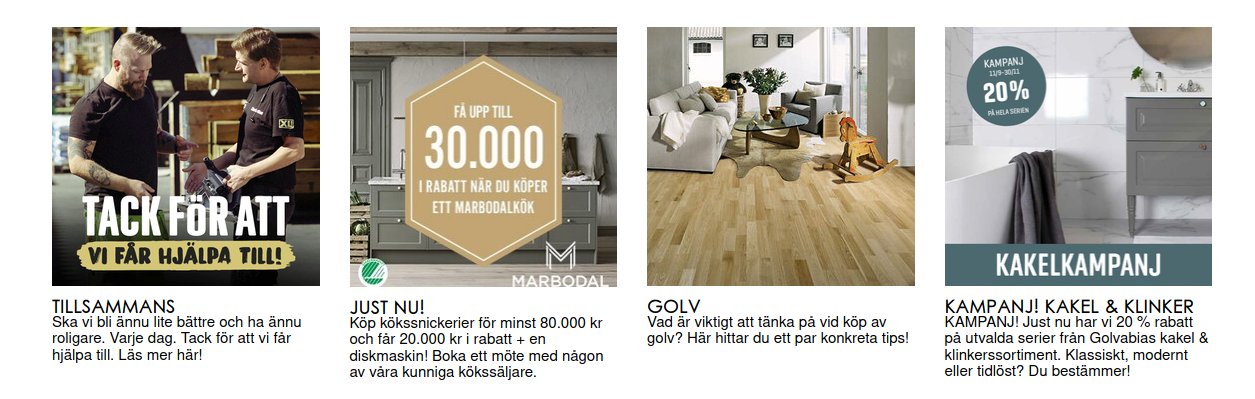 TACK FÖR ATT
VI FÅR HJÄLPA TILL!
TILLSAMMANS
Ska vi bli ännu lite bättre och ha ännu
roligare. Varje dag. Tack för att vi får
hjälpa till. Läs mer här!
FÅ UPP TILL
30.000
I RABATT NÄR DU KÖPER
ETT MARBODALKÖK
MARBODAL
JUST NU!
Köp kökssnickerier för minst 80.000 kr
och får 20.000 kr i rabatt + en
diskmaskin! Boka ett möte med någon
av våra kunniga kökssäljare.
GOLV
Vad är viktigt att tänka på vid köp av
golv? Här hittar du ett par konkreta tips!
KAMPANJ
11/9-30/11
20%
PÅ HELA SERIEN
KAKELKAMPANJ
KAMPANJ! KAKEL & KLINKER
KAMPANJ! Just nu har vi 20 % rabatt
på utvalda serier från Golvabias kakel &
klinkerssortiment. Klassiskt, modernt
eller tidlöst? Du bestämmer!